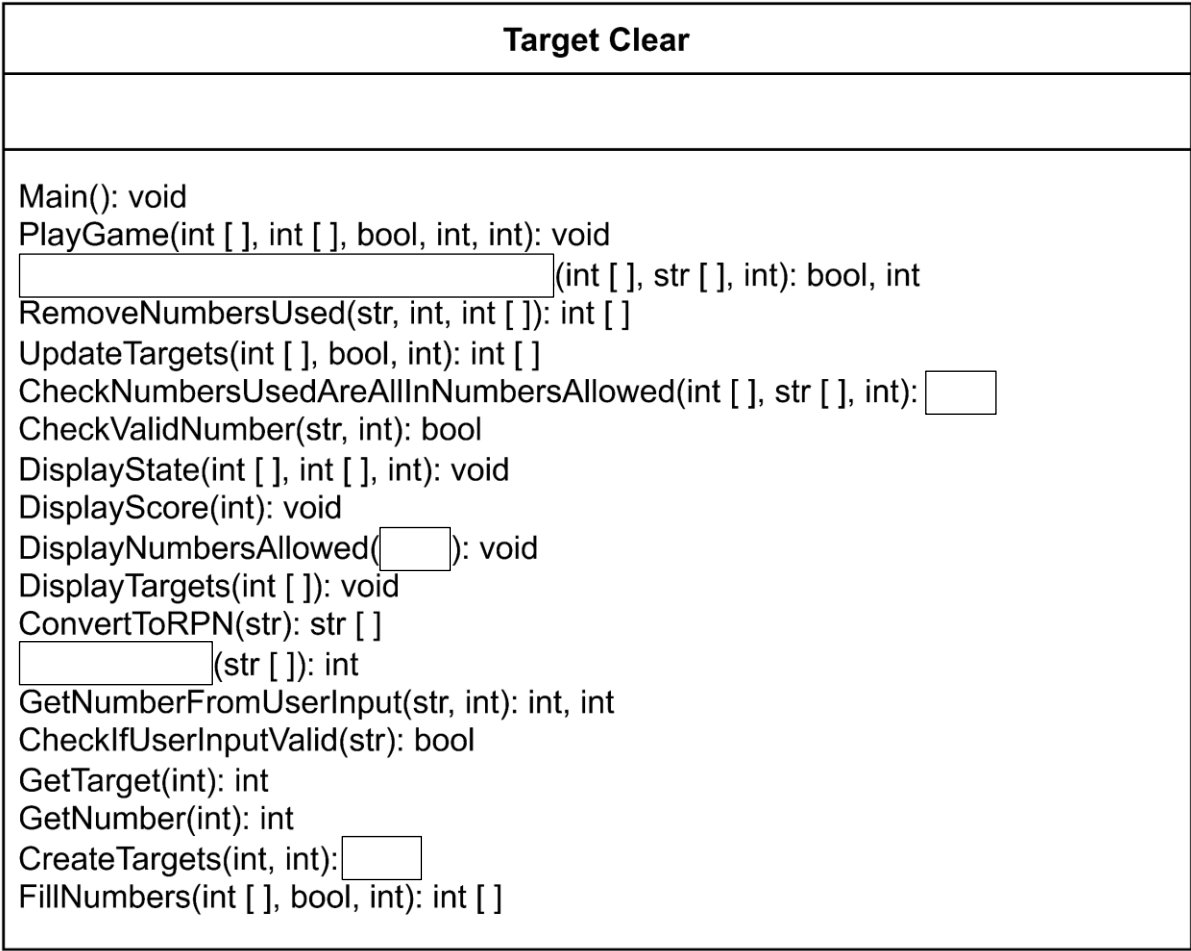 Target Clear
Main(): void
PlayGame(int [ ], int [ ], bool, int, int): void
(int [ ], str [ ], int): bool, int
RemoveNumbersUsed(str, int, int [ ]): int [ ]
UpdateTargets(int [ ], bool, int): int [ ]
CheckNumbersUsedAreAllInNumbersAllowed(int [ ], str [ ], int):
CheckValidNumber(str, int): bool
DisplayState(int [ ], int [ ], int): void
DisplayScore(int): void
DisplayNumbersAllowed( ): void
DisplayTargets(int [ ]): void
ConvertToRPN(str): str [ ]
(str [ ]): int
GetNumberFromUserInput(str, int): int, int
CheckIfUserInputValid(str): bool
GetTarget(int): int
GetNumber(int): int
CreateTargets(int, int):
FillNumbers(int [ ], bool, int): int [ ]